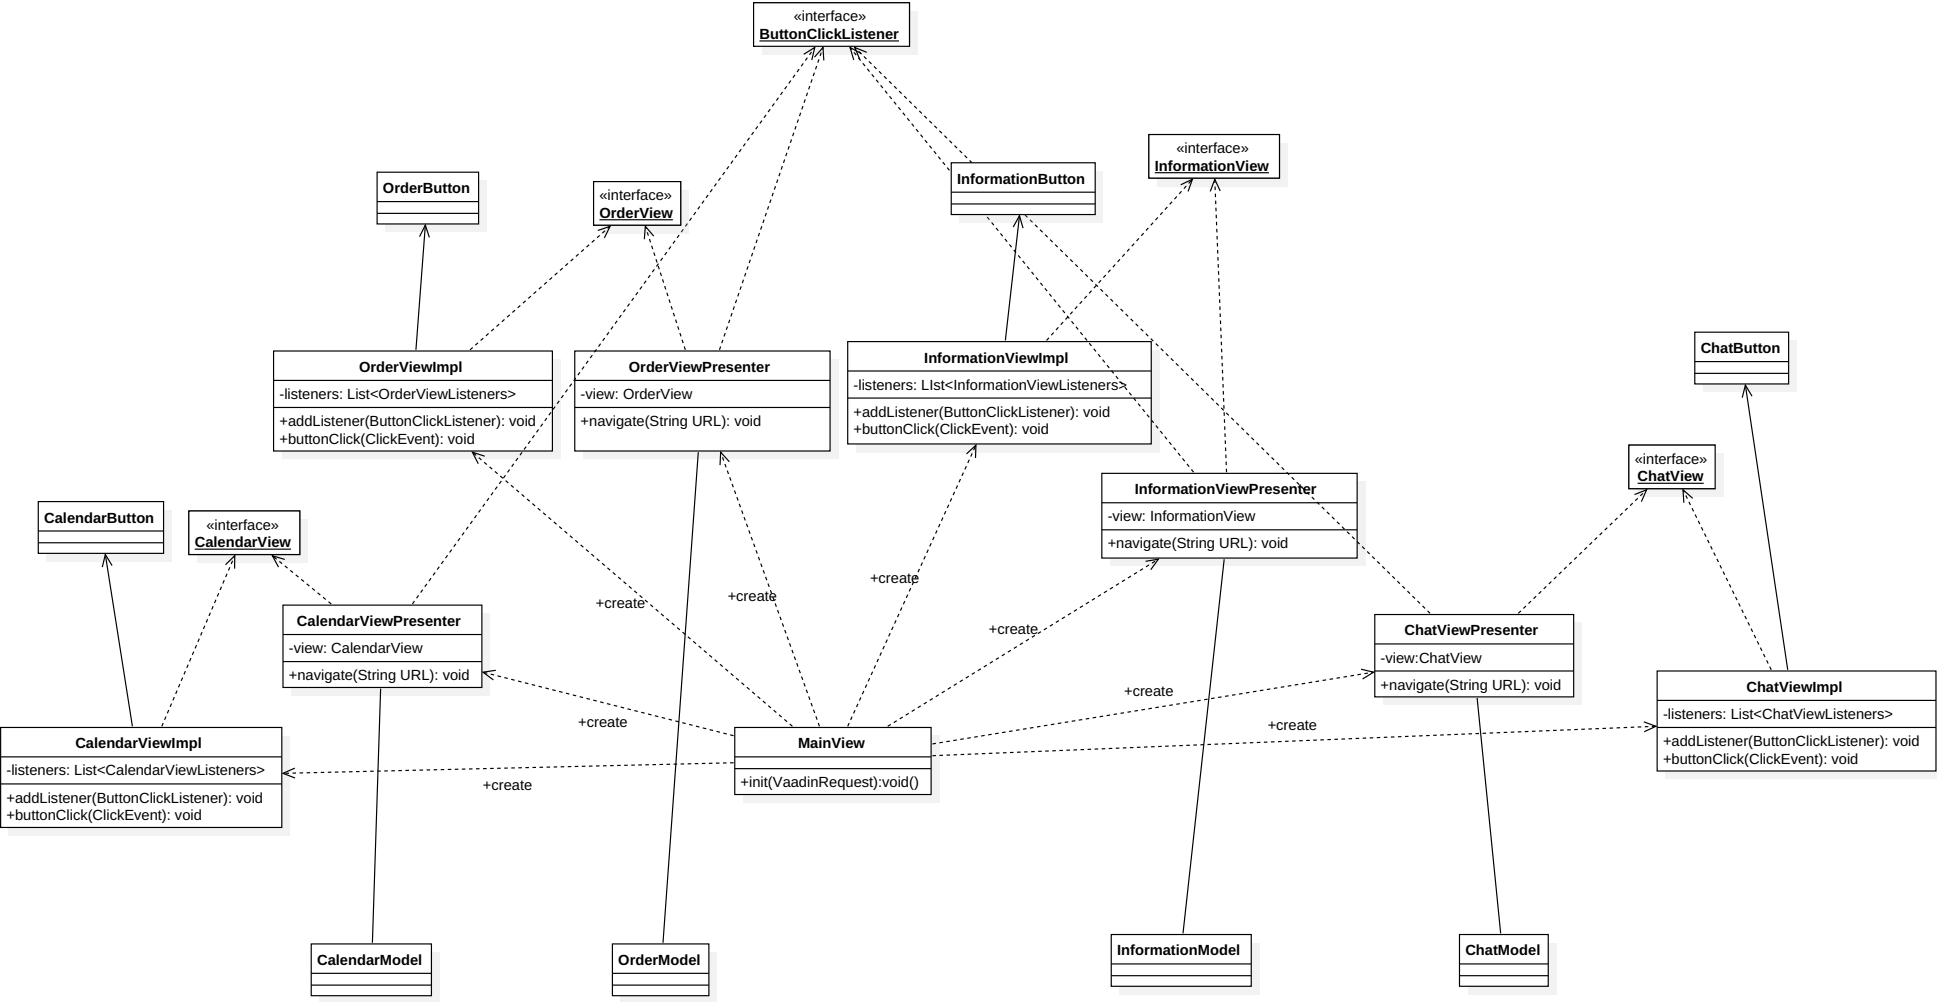 «interface»
ButtonClickListener
«interface»
InformationView
InformationButton
OrderButton
«interface»
OrderView
ChatButton
OrderViewImpl
-listeners: List<OrderViewListeners>
+addListener(ButtonClickListener): void
+buttonClick(ClickEvent): void
OrderViewPresenter
-view: OrderView
+navigate(String URL): void
InformationViewImpl
-listeners: LIst<InformationViewListeners>
+addListener(ButtonClickListener): void
+buttonClick(ClickEvent): void
«interface»
ChatView
InformationViewPresenter
-view: InformationView
+navigate(String URL): void
CalendarButton
«interface»
CalendarView
+create
+create
+create
+create
CalendarViewPresenter
-view: CalendarView
+navigate(String URL): void
ChatViewPresenter
-view:ChatView
+navigate(String URL): void
+create
+create
+create
ChatViewImpl
-listeners: List<ChatViewListeners>
+addListener(ButtonClickListener): void
+buttonClick(ClickEvent): void
CalendarViewImpl
-listeners: List<CalendarViewListeners>
+addListener(ButtonClickListener): void
+buttonClick(ClickEvent): void
+create
MainView
+init(VaadinRequest):void()
CalendarModel
OrderModel
InformationModel
ChatModel